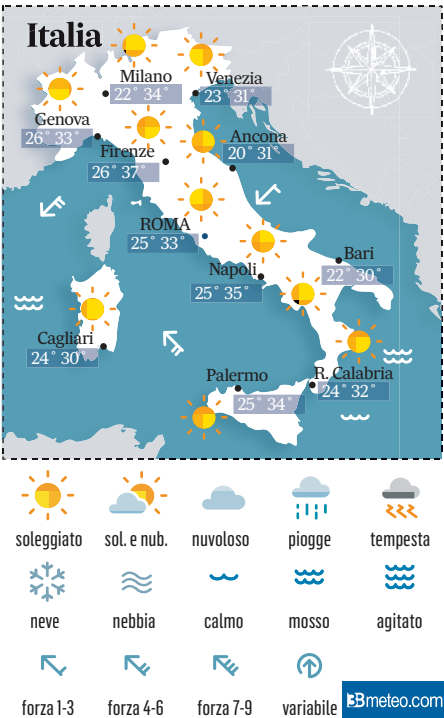 Italia
Milano
22° 34°
Venezia
23° 31°
Genova
26° 33°
Ancona
20° 31°
Firenze
26° 37°
ROMA
25° 33°
Bari
22° 30°
Napoli
25° 35°
Cagliari
24° 30°
Palermo
25° 34°
R. Calabria
24° 32°
soleggiato sol. e nub. nuvoloso piogge tempesta
neve nebbia calmo mosso agitato
forza 1-3 forza 4-6 forza 7-9 variabile
3Bmeteo.com